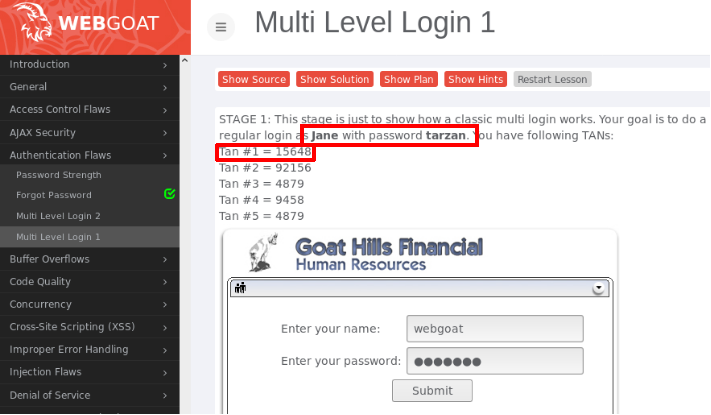 WEBGOAT
Multi Level Login 1
Introduction
General
Access Control Flaws
AJAX Security
Authentication Flaws
Password Strength
Forgot Password
Multi Level Login 2
Multi Level Login 1
Buffer Overflows
Code Quality
Concurrency
Cross-Site Scripting (XSS)
Improper Error Handling
Injection Flaws
Denial of Service
Show Source Show Solution Show Plan Show Hints Restart Lesson
STAGE 1: This stage is just to show how a classic multi login works. Your goal is to do a
regular login as Jane with password tarzan. You have following TANs:
Tan #1 = 15648
Tan #2 = 92156
Tan #3 = 4879
Tan #4 = 9458
Tan #5 = 4879
Goat Hills Financial
Human Resources
Enter your name: webgoat
Enter your password: ●●●●●●●
Submit